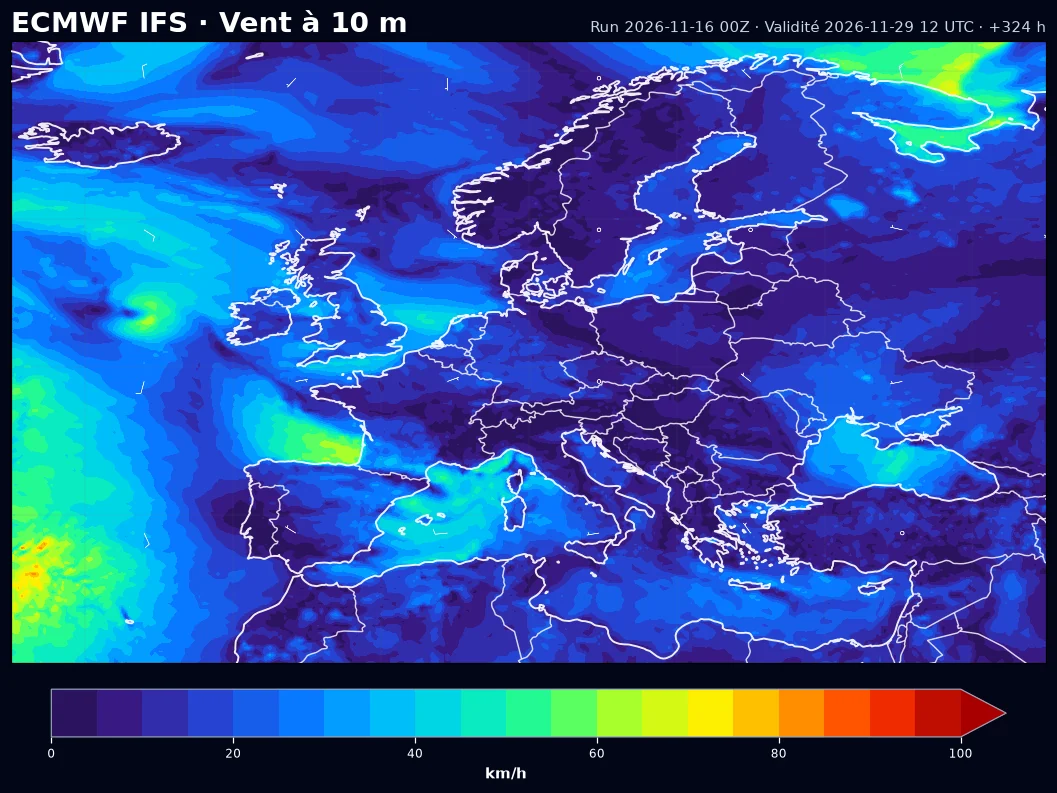 ECMWF IFS · Vent à 10 m
Run 2026-11-16 00Z · Validité 2026-11-29 12 UTC · +324 h
0 20 40 60 80 100
km/h